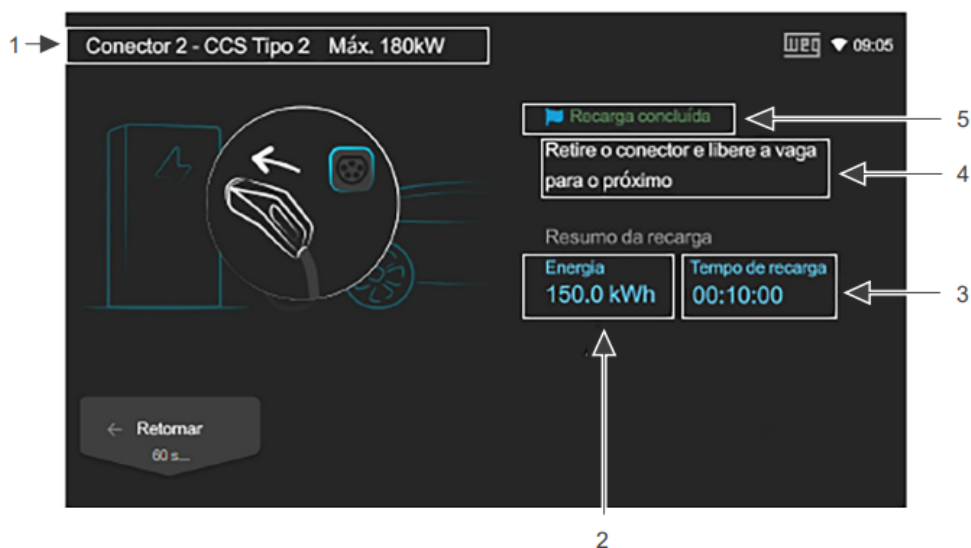 1
Conector 2 - CCS Tipo 2 Máx. 180kW
weg 09:05
Recarga concluída
5
Retire o conector e libere a vaga
para o próximo
4
Resumo da recarga
Energia Tempo de recarga
150.0 kWh 00:10:00
3
← Retornar
60 s...
2